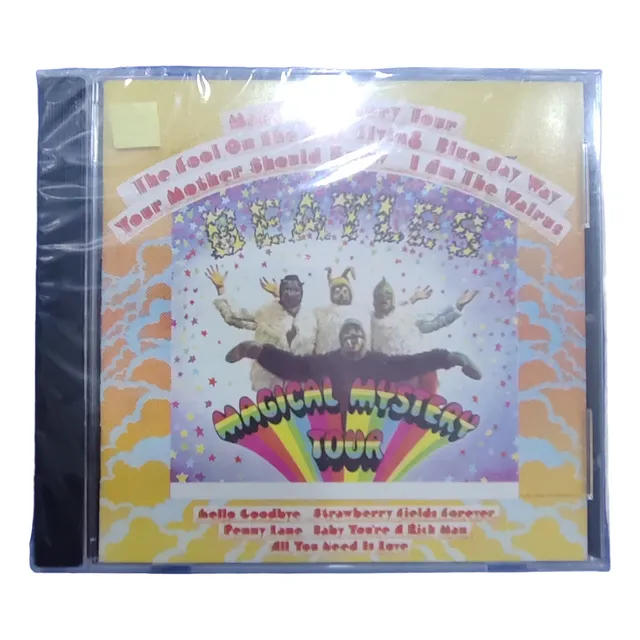 Tour
The Fool On The Flying Blue Jay Way
Your Mother Should I Am The Walrus
BEATLES
MAGICAL MYSTERY
TOUR
Hello Goodbye Strawberry Fields Forever
Penny Lane Baby You're A Rich Man
All You Need Is Love